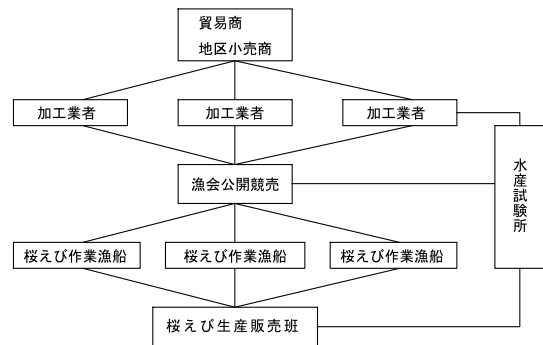 貿易商
地区小売商
加工業者
加工業者
加工業者
漁会公開競売
水産試験所
桜えび作業漁船
桜えび作業漁船
桜えび作業漁船
桜えび生産販売班